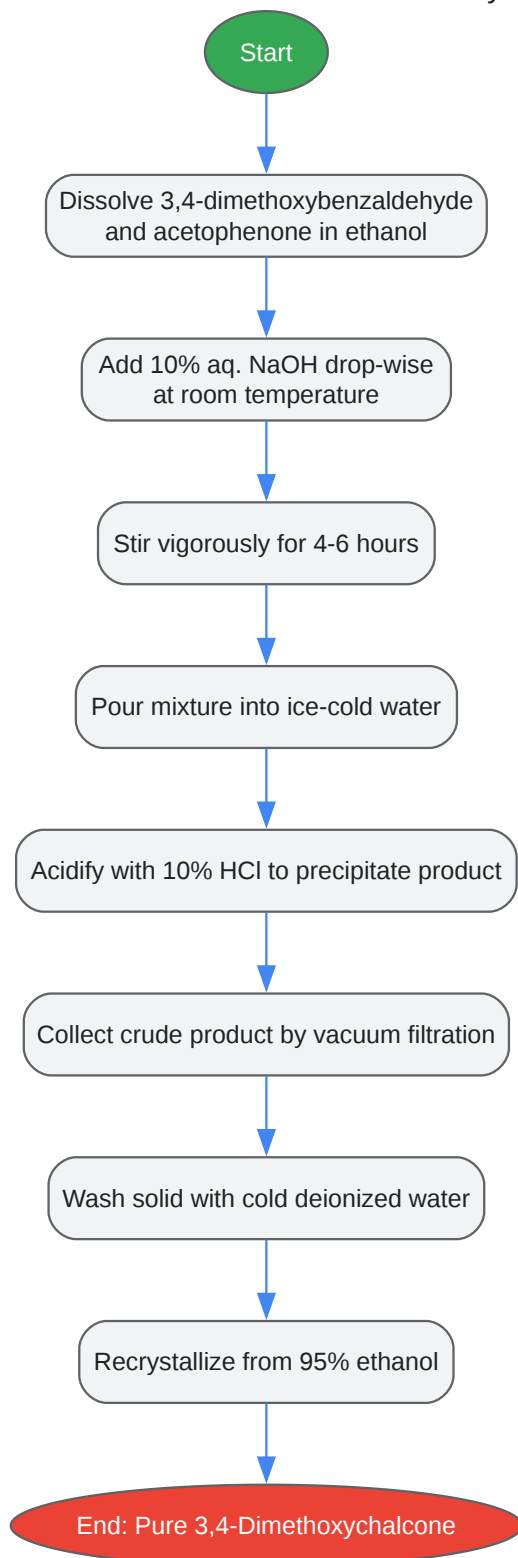 Start
Dissolve 3,4-dimethoxybenzaldehyde
and acetophenone in ethanol
Add 10% aq. NaOH drop-wise
at room temperature
Stir vigorously for 4-6 hours
Pour mixture into ice-cold water
Acidify with 10% HCl to precipitate product
Collect crude product by vacuum filtration
Wash solid with cold deionized water
Recrystallize from 95% ethanol
End: Pure 3,4-Dimethoxychalcone